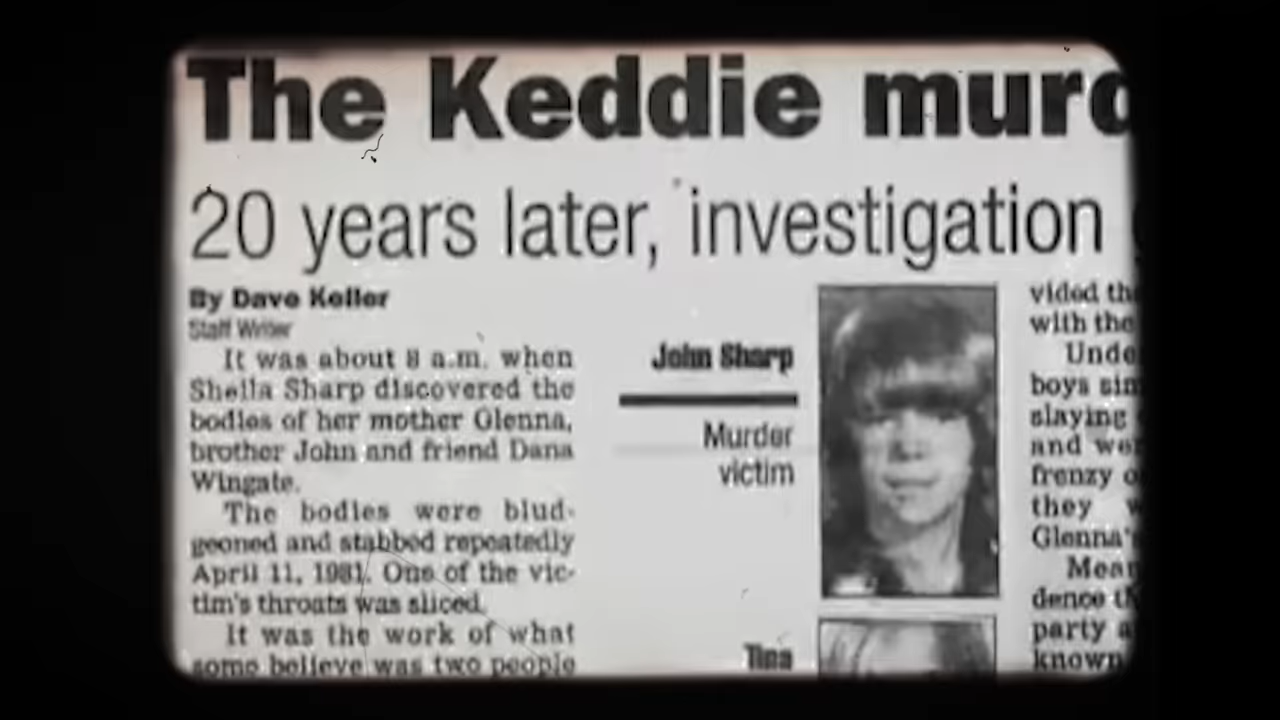 The Keddie murd
20 years later, investigation
By Dave Keller
Staff Writer
It was about 8 a.m. when
Sheila Sharp discovered the
bodies of her mother Glenna,
brother John and friend Dana
Wingate.
The bodies were blud-
geoned and stabbed repeatedly
April 11, 1981. One of the vic-
tim's throats was sliced.
It was the work of what
some believe was two people
John Sharp
Murder
victim
Tina
vided th
with the
Unde
boys sin
slaying
and we
frenzy o
they w
Glenna's
Mean
dence th
party a
known